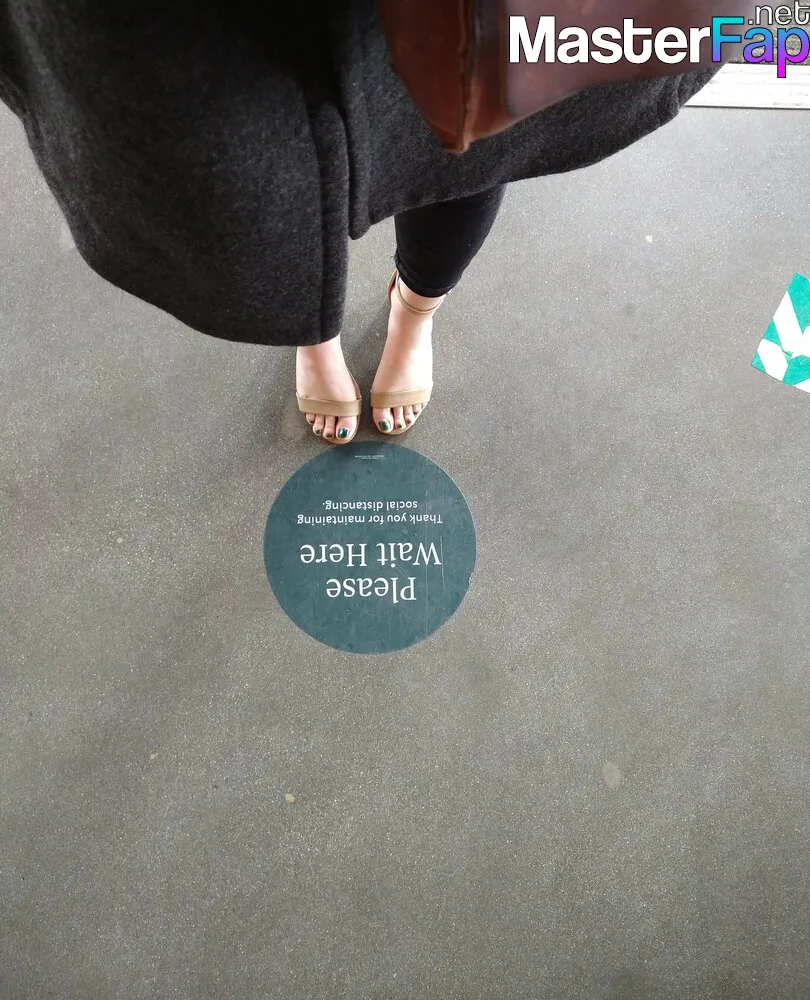 MasterFap
.net
Please
Wait Here
Thank you for maintaining
social distancing.